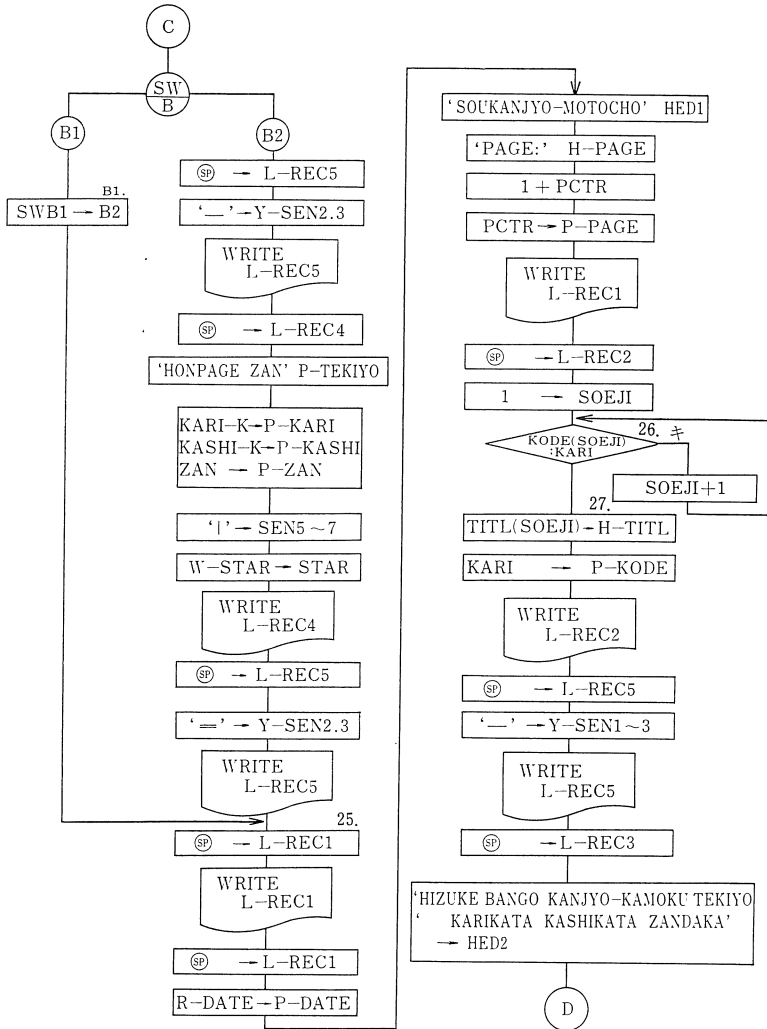 C
SW
B
B1
B2
B1.
SWB1 → B2
SP → L-REC5
'—' → Y-SEN2.3
WRITE
L-REC5
SP → L-REC4
'HONPAGE ZAN' P-TEKIYO
KARI-K→P-KARI
KASHI-K→P-KASHI
ZAN → P-ZAN
'|' → SEN5～7
W-STAR → STAR
WRITE
L-REC4
SP → L-REC5
'=' → Y-SEN2.3
WRITE
L-REC5
25.
SP → L-REC1
WRITE
L-REC1
SP → L-REC1
R-DATE→P-DATE
'SOUKANJYO-MOTOCHO' HED1
'PAGE:' H-PAGE
1 + PCTR
PCTR→P-PAGE
WRITE
L-REC1
SP → L-REC2
1 → SOEJI
26. キ
KODE(SOEJI)
:KARI
SOEJI+1
27.
TITL(SOEJI)→H-TITL
KARI → P-KODE
WRITE
L-REC2
SP → L-REC5
'—' → Y-SEN1～3
WRITE
L-REC5
SP → L-REC3
'HIZUKE BANGO KANJYO-KAMOKU TEKIYO
' KARIKATA KASHIKATA ZANDAKA'
→ HED2
D